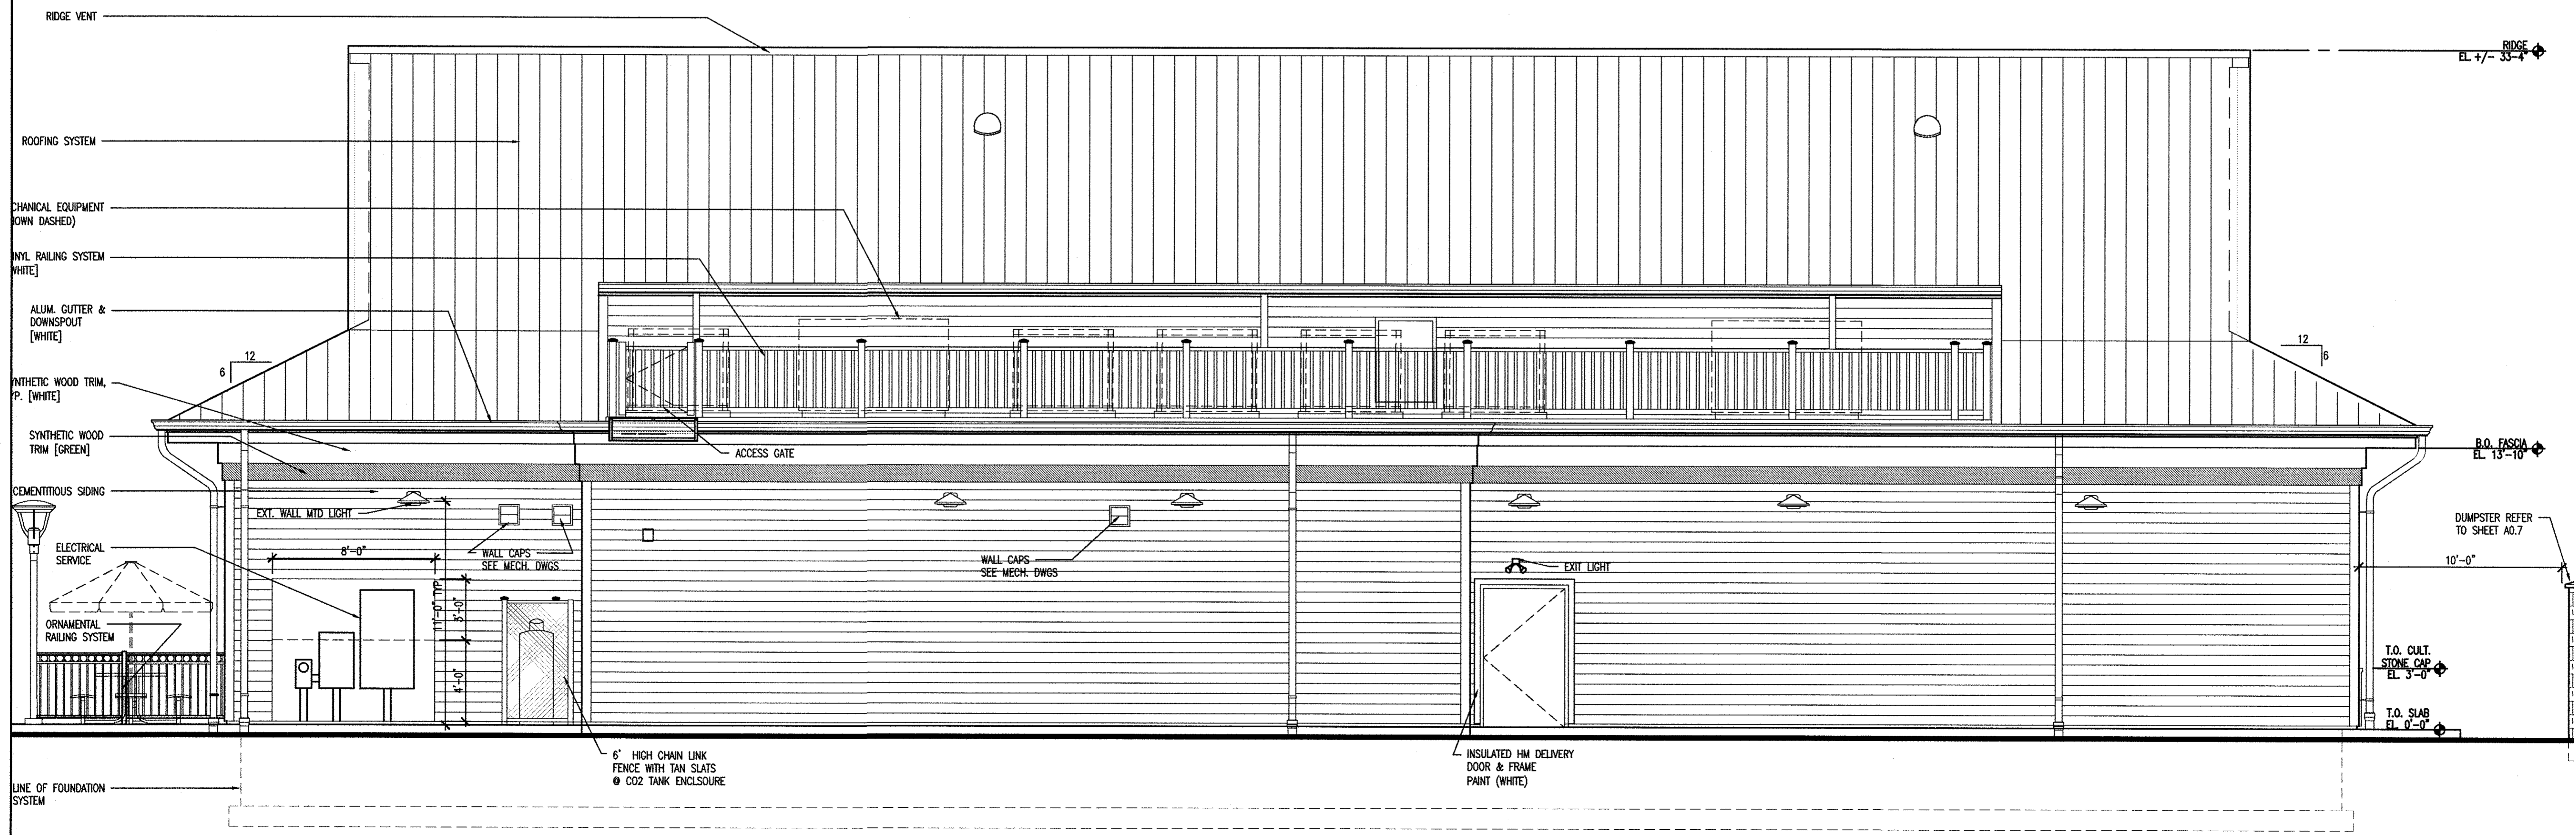 RIDGE VENT
RIDGE
EL +/- 33-4"
ROOFING SYSTEM
CHANICAL EQUIPMENT
OWN DASHED)
INYL RAILING SYSTEM
WHITE]
ALUM. GUTTER &
DOWNSPOUT
[WHITE]
12
6
12
6
YNTHETIC WOOD TRIM,
YP. [WHITE]
SYNTHETIC WOOD
TRIM [GREEN]
ACCESS GATE
B.O. FASCIA
EL. 13'-10"
CEMENTITIOUS SIDING
EXT. WALL MTD LIGHT
ELECTRICAL
SERVICE
8'-0"
11'-0" TYP.
3'-0"
4'-0"
WALL CAPS
SEE MECH. DWGS
WALL CAPS
SEE MECH. DWGS
EXIT LIGHT
DUMPSTER REFER
TO SHEET A0.7
10'-0"
ORNAMENTAL
RAILING SYSTEM
T.O. CULT.
STONE CAP
EL. 3'-0"
T.O. SLAB
EL. 0'-0"
6' HIGH CHAIN LINK
FENCE WITH TAN SLATS
@ CO2 TANK ENCLSOURE
INSULATED HM DELIVERY
DOOR & FRAME
PAINT (WHITE)
LINE OF FOUNDATION
SYSTEM